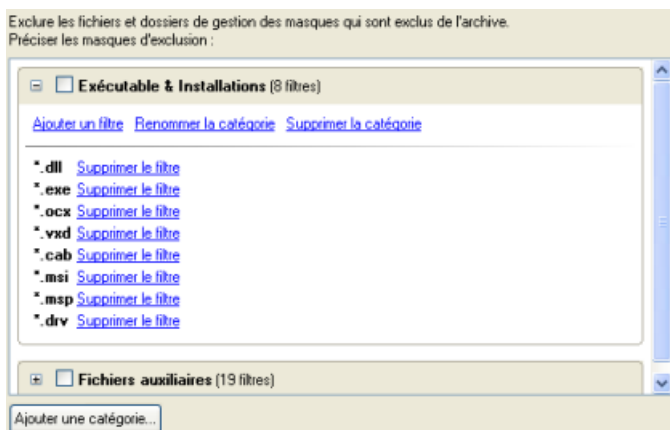 Exclure les fichiers et dossiers de gestion des masques qui sont exclus de l'archive.
Préciser les masques d'exclusion :
Exécutable & Installations (8 filtres)
Ajouter un filtre Renommer la catégorie Supprimer la catégorie
*.dll Supprimer le filtre
*.exe Supprimer le filtre
*.ocx Supprimer le filtre
*.vxd Supprimer le filtre
*.cab Supprimer le filtre
*.msi Supprimer le filtre
*.msp Supprimer le filtre
*.drv Supprimer le filtre
Fichiers auxiliaires (19 filtres)
Ajouter une catégorie...